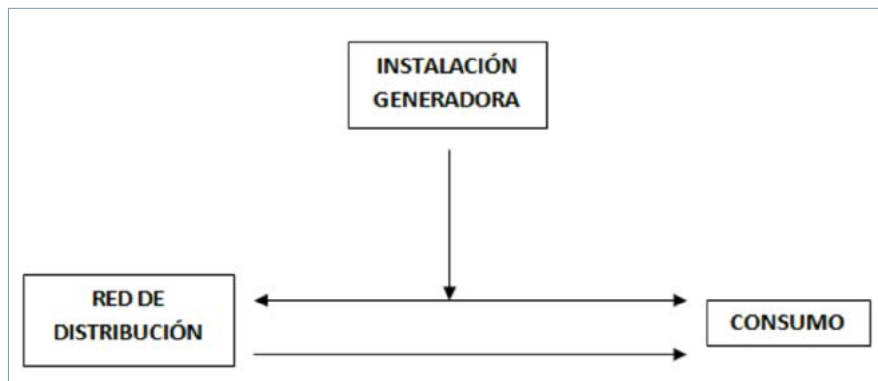 INSTALACIÓN
GENERADORA
RED DE
DISTRIBUCIÓN
CONSUMO